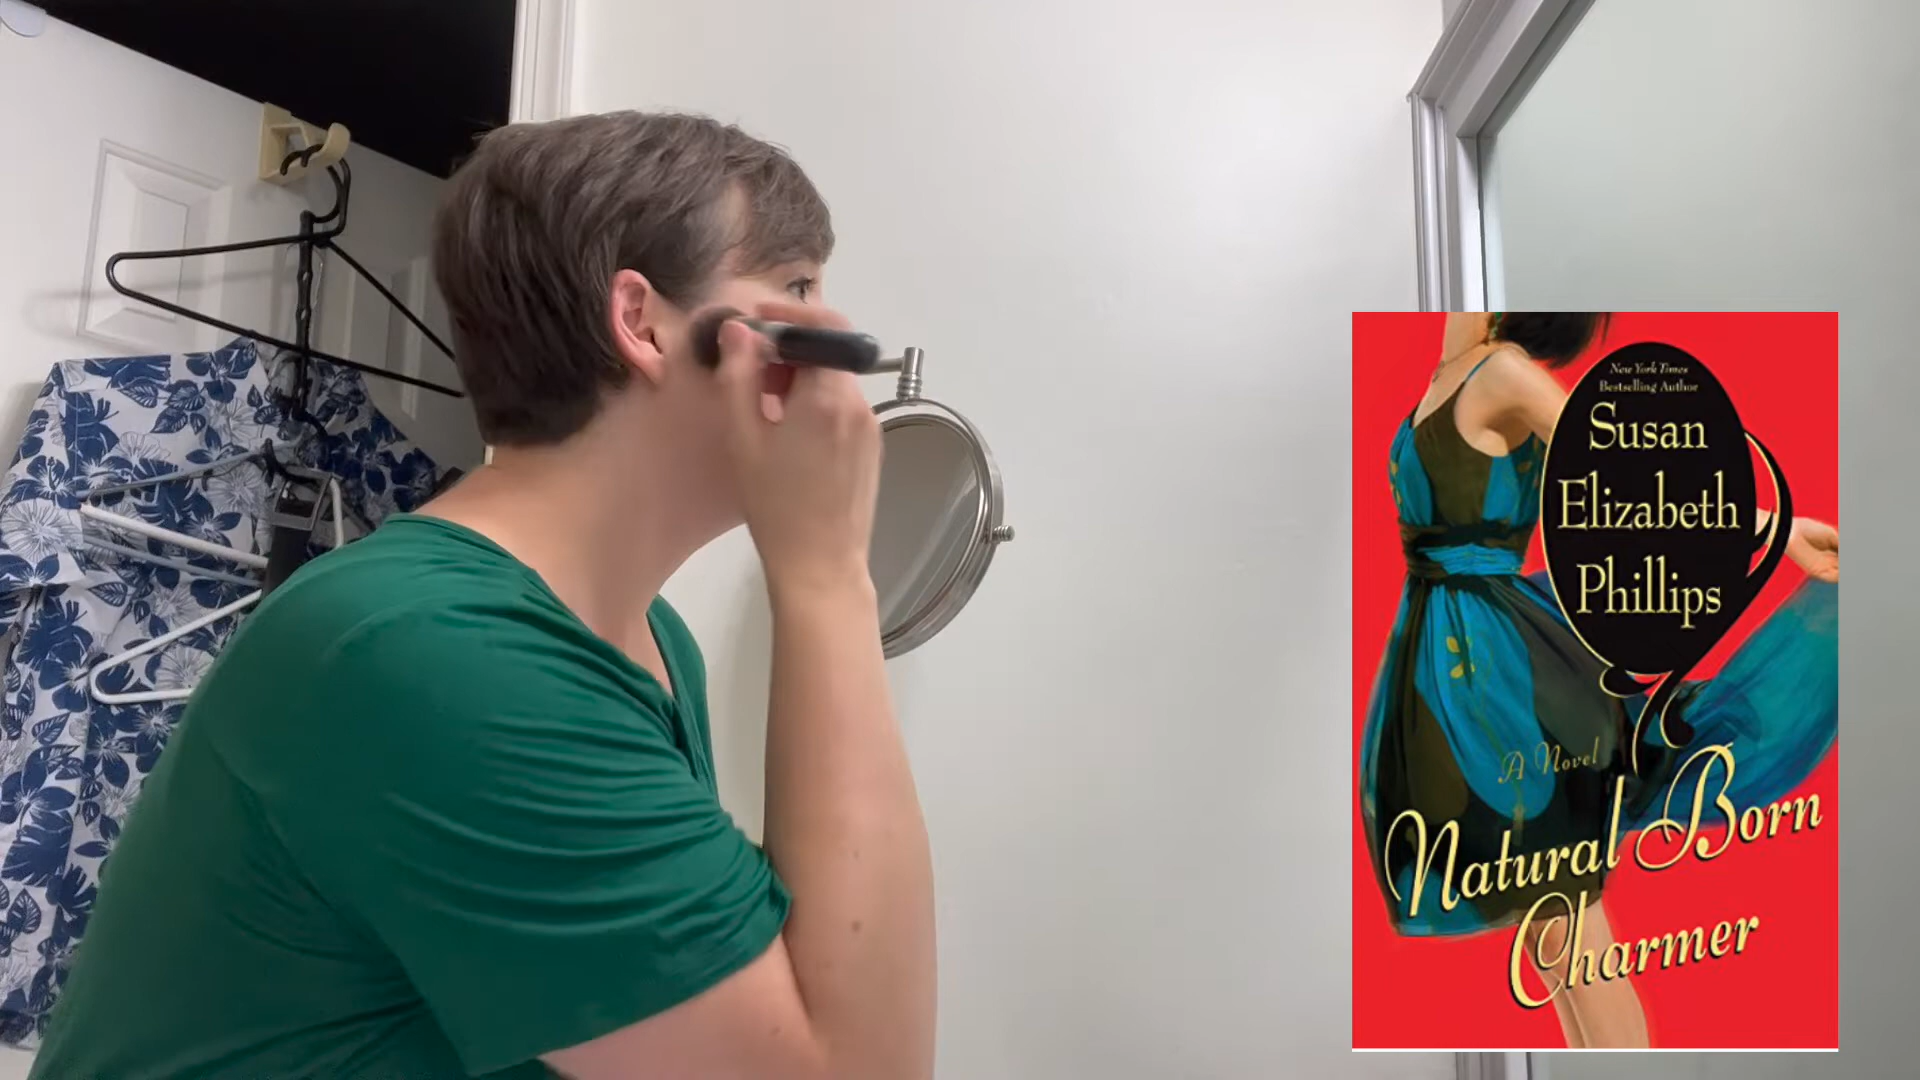 New York Times
Bestselling Author
Susan
Elizabeth
Phillips
A Novel
Natural Born
Charmer